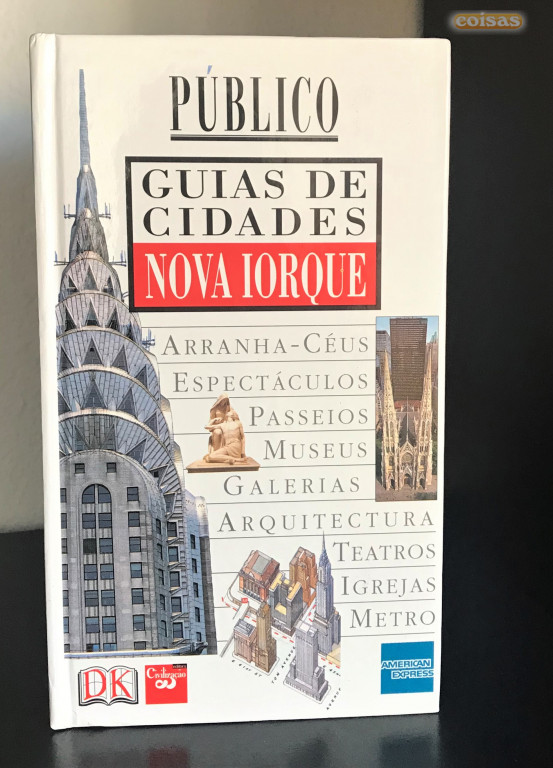 coisas
PÚBLICO
GUIAS DE
CIDADES
NOVA IORQUE
ARRANHA-CÉUS
ESPECTÁCULOS
PASSEIOS
MUSEUS
GALERIAS
ARQUITECTURA
TEATROS
IGREJAS
METRO
DK
Civilização
AMERICAN
EXPRESS